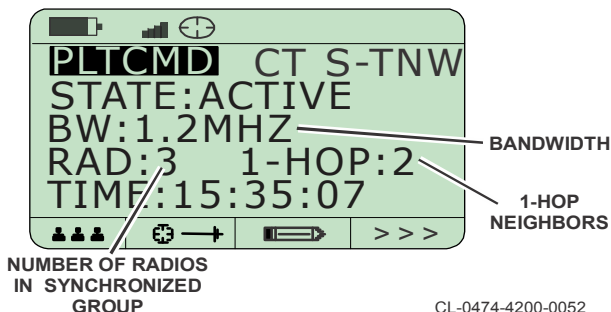 PLTCMD CT S-TNW
STATE:ACTIVE
BW:1.2MHZ
RAD:3 1-HOP:2
TIME:15:35:07
> > >
BANDWIDTH
1-HOP
NEIGHBORS
NUMBER OF RADIOS
IN SYNCHRONIZED
GROUP
CL-0474-4200-0052